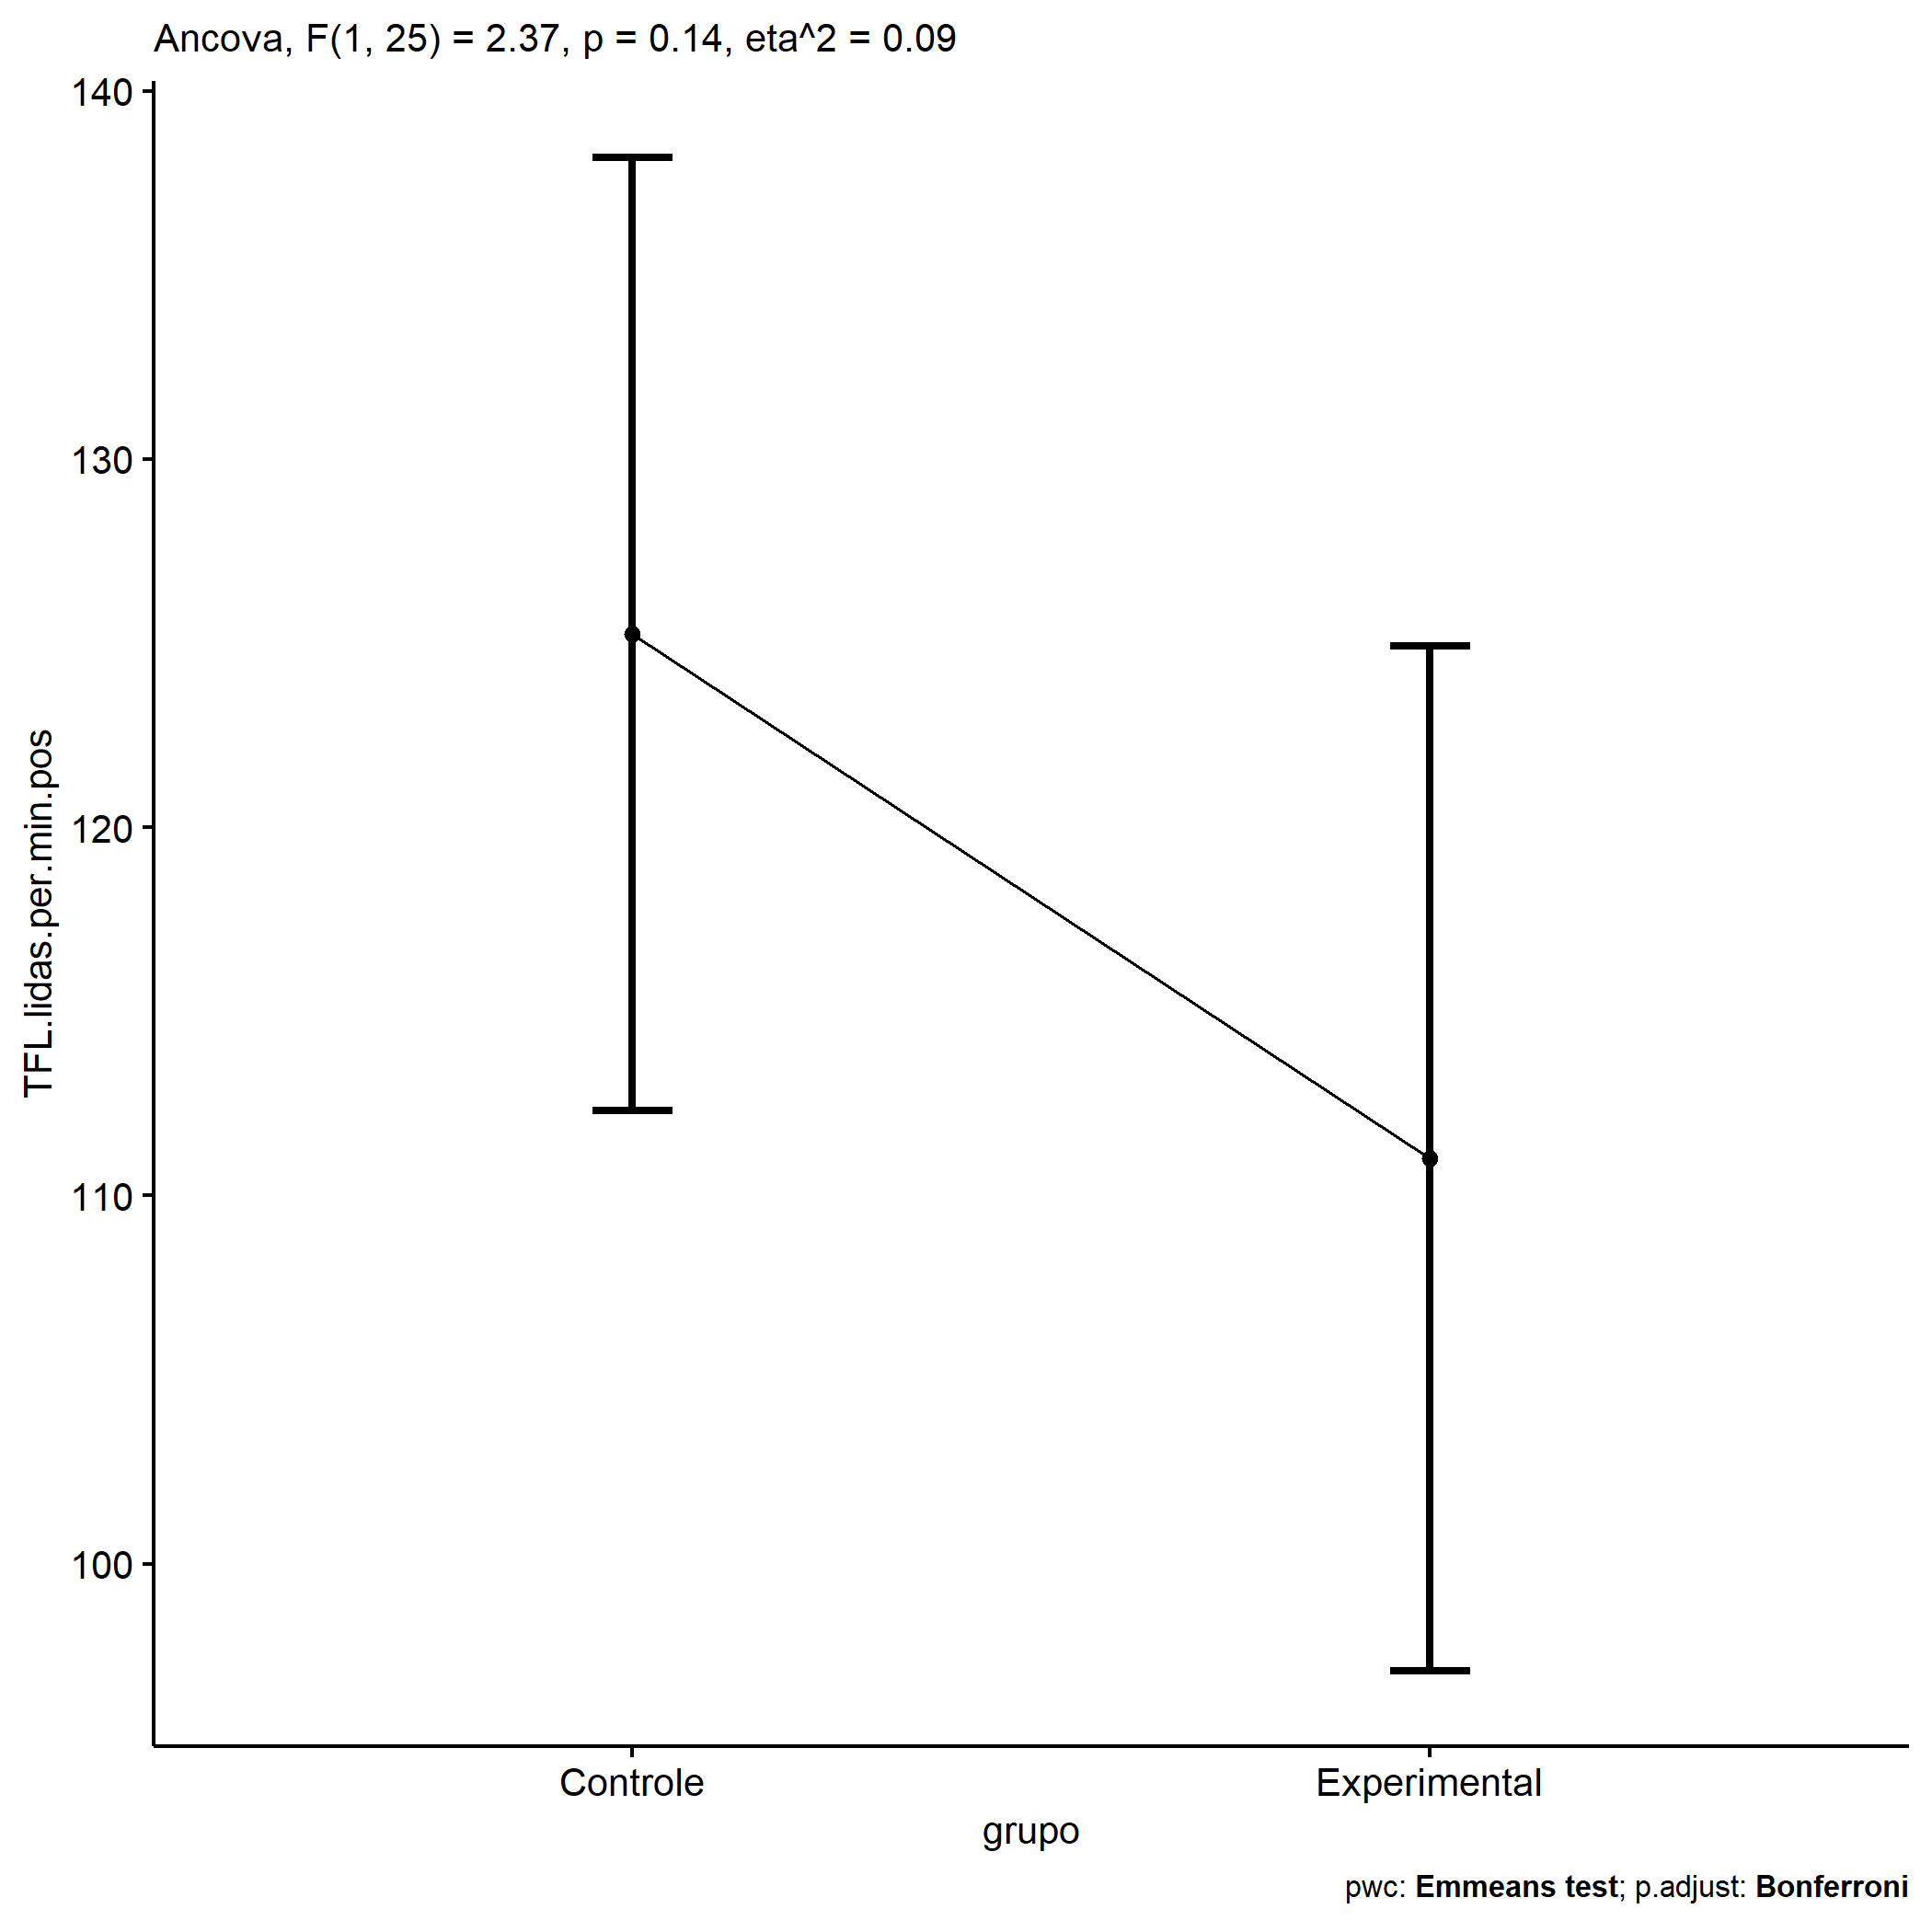 Ancova, F(1, 25) = 2.37, p = 0.14, eta^2 = 0.09
140
130
120
110
100
TFL.lidas.per.min.pos
Controle
Experimental
grupo
pwc: Emmeans test; p.adjust: Bonferroni